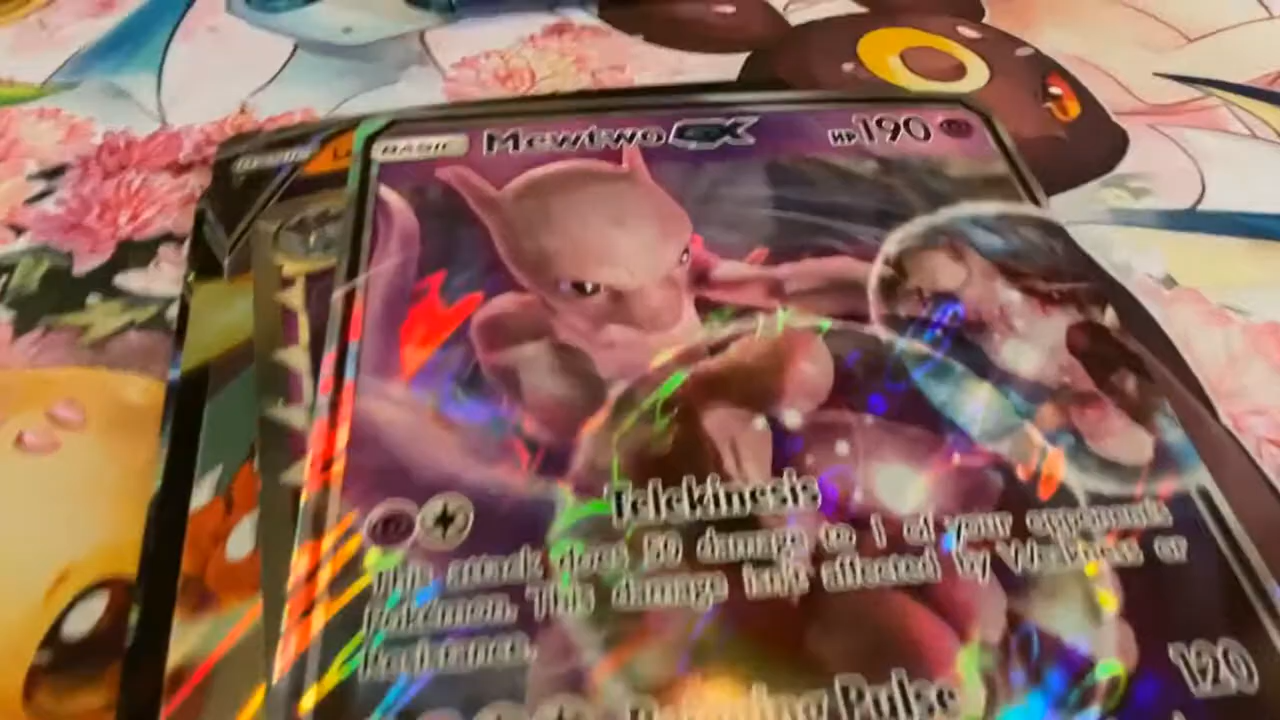 BASIC Mewtwo GX HP190
Telekinesis
This attack does 50 damage to 1 of your opponent's
Pokémon. This damage isn't affected by Weakness or
Resistance.
120
Pulse